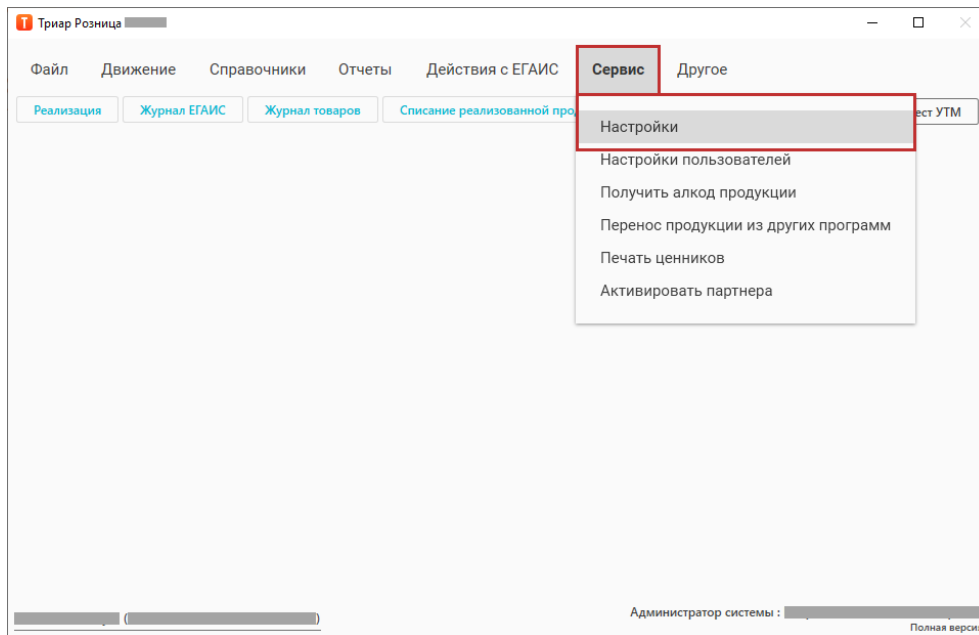 Т Триар Розница
Файл Движение Справочники Отчеты Действия с ЕГАИС Сервис Другое
Реализация Журнал ЕГАИС Журнал товаров Списание реализованной про ест УТМ
Настройки
Настройки пользователей
Получить алкод продукции
Перенос продукции из других программ
Печать ценников
Активировать партнера
( )
Администратор системы :
Полная верси